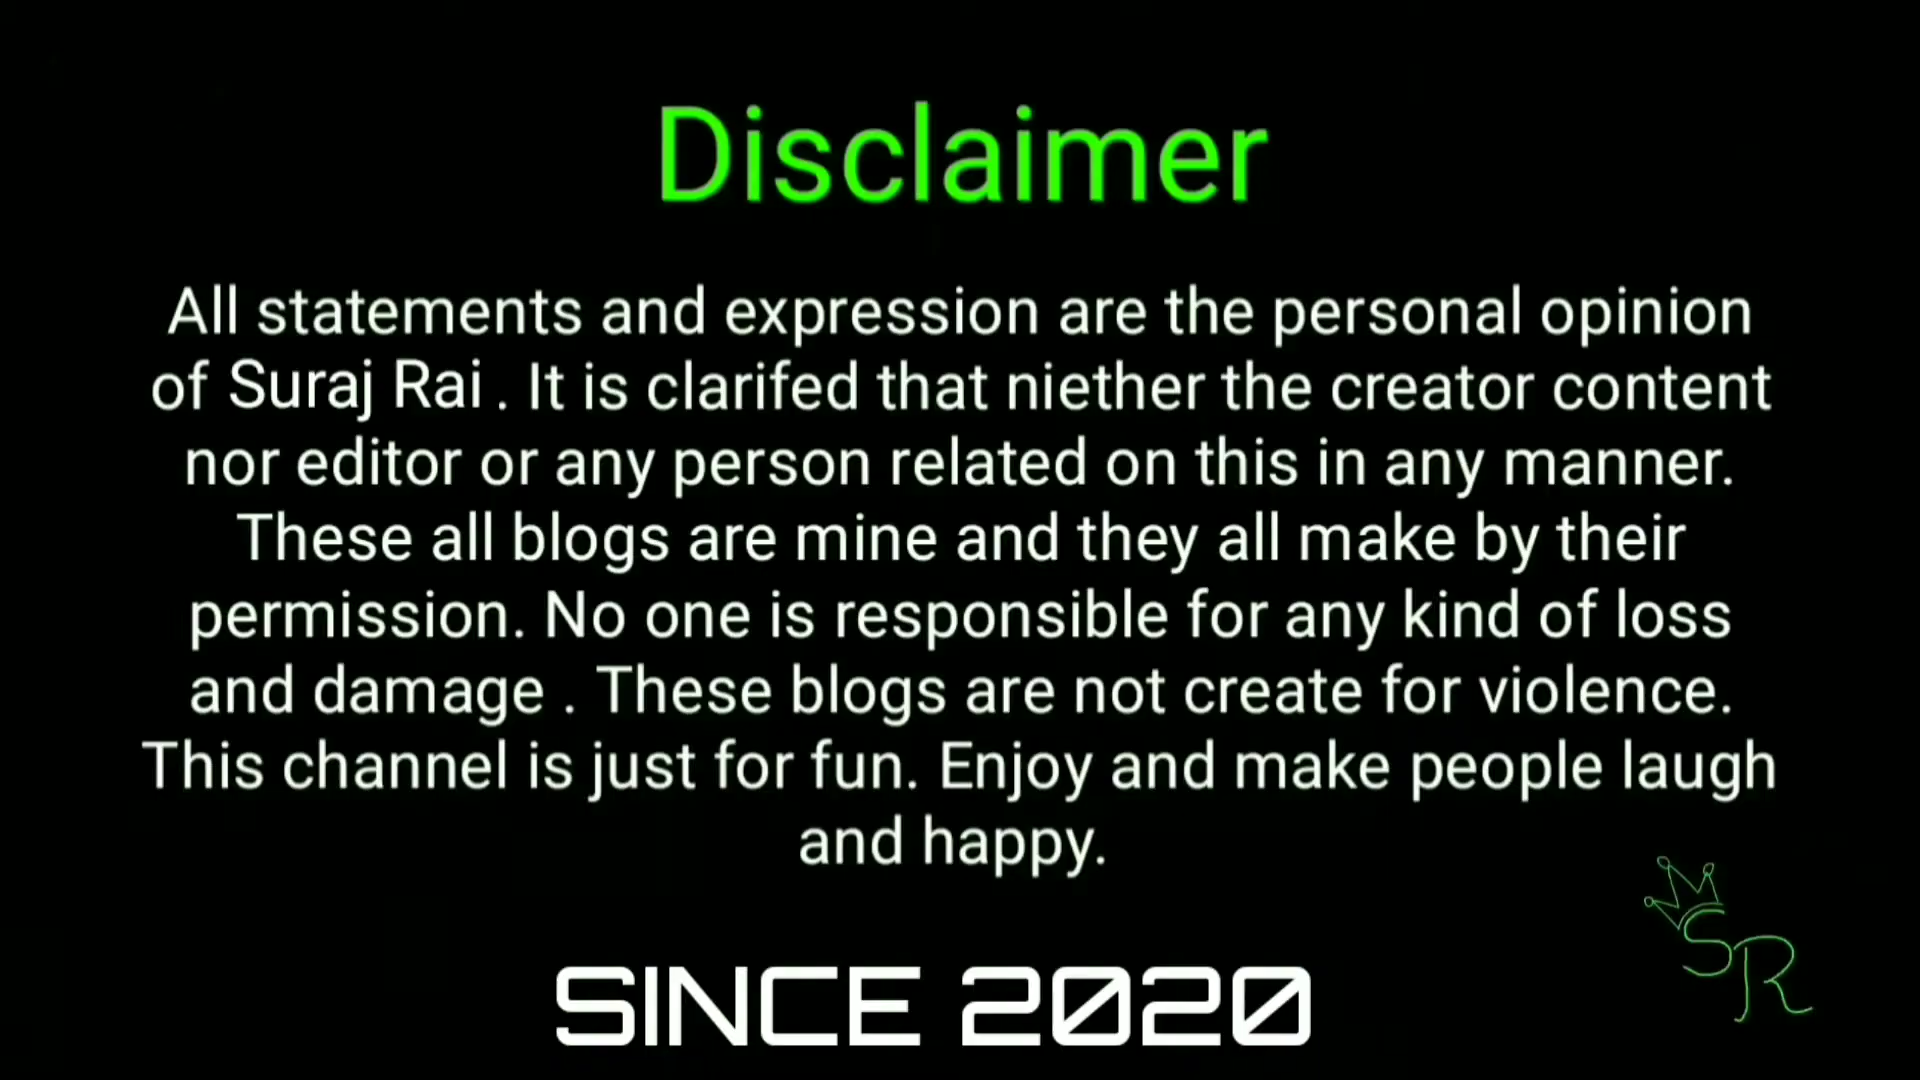 Disclaimer
All statements and expression are the personal opinion
of Suraj Rai . It is clarifed that niether the creator content
nor editor or any person related on this in any manner.
These all blogs are mine and they all make by their
permission. No one is responsible for any kind of loss
and damage . These blogs are not create for violence.
This channel is just for fun. Enjoy and make people laugh
and happy.
SR
SINCE 2020